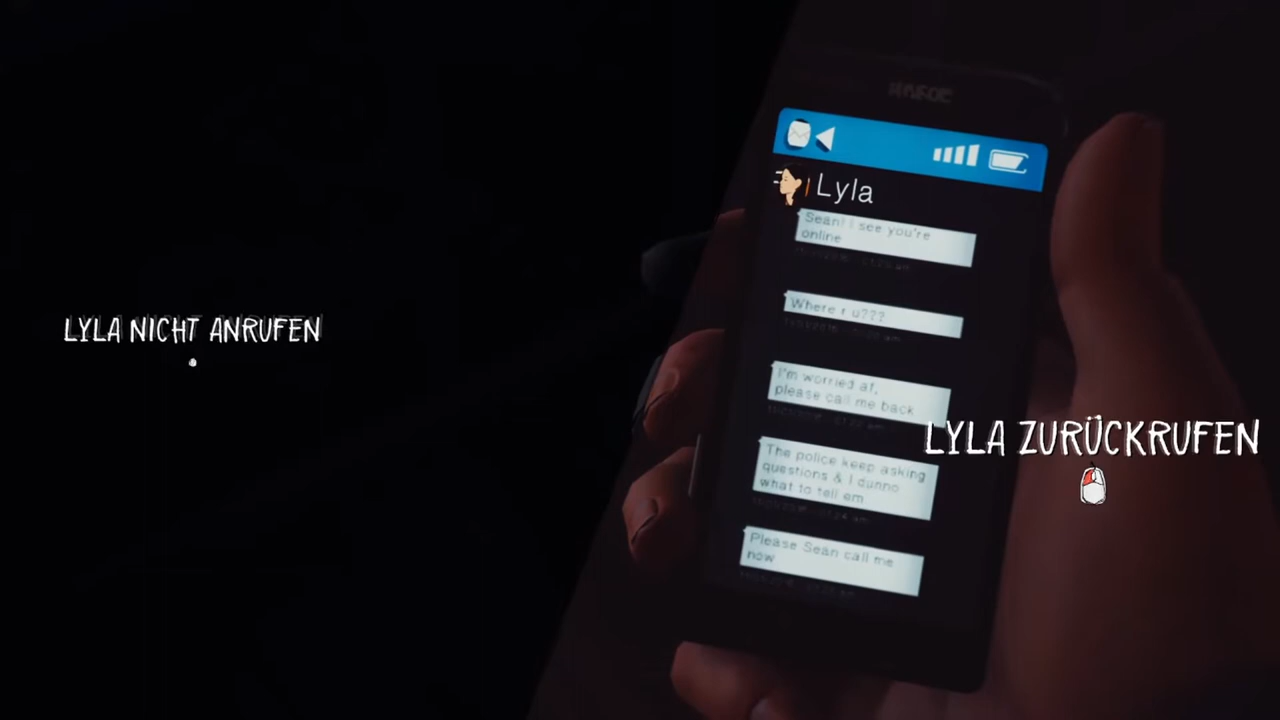 Lyla
Sean! I see you're
online
Where r u???
LYLA NICHT ANRUFEN
I'm worried af,
please call me back
LYLA ZURÜCKRUFEN
The police keep asking
questions & I dunno
what to tell em
Please Sean call me
now